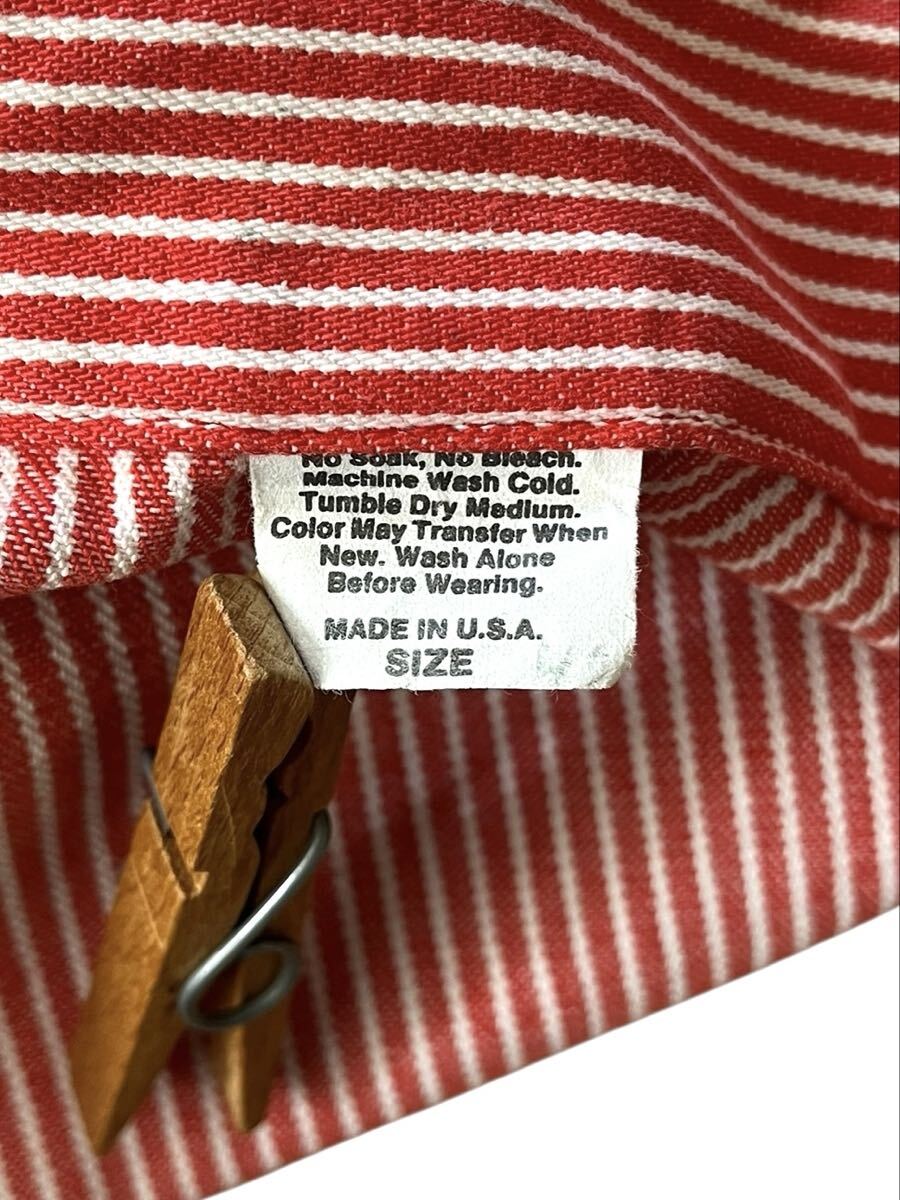 No Soak, No Bleach.
Machine Wash Cold.
Tumble Dry Medium.
Color May Transfer When
New. Wash Alone
Before Wearing.
MADE IN U.S.A.
SIZE